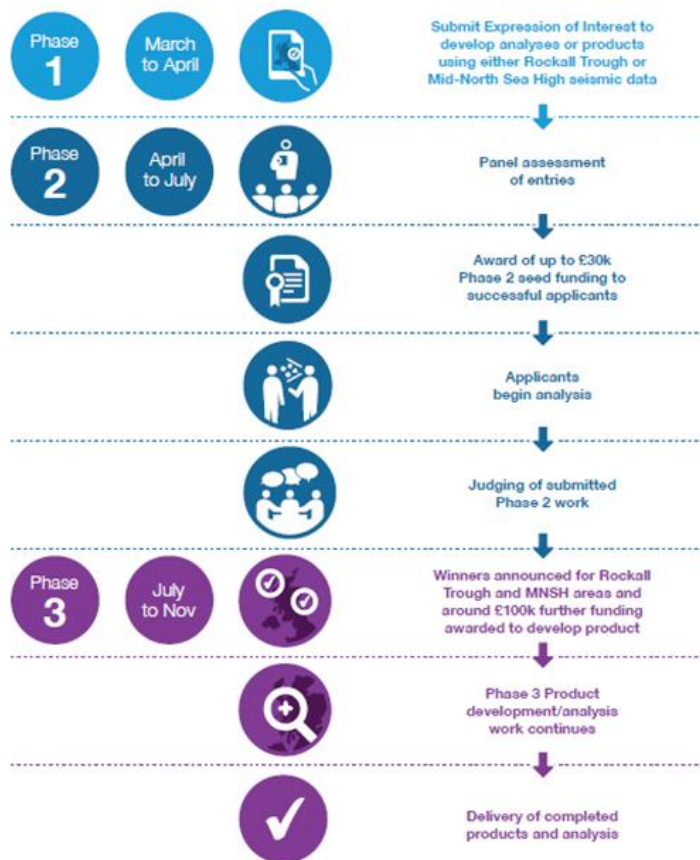 Phase
1
March
to April
Submit Expression of Interest to
develop analyses or products
using either Rockall Trough or
Mid-North Sea High seismic data
Phase
2
April
to July
Panel assessment
of entries
Award of up to £30k
Phase 2 seed funding to
successful applicants
Applicants
begin analysis
Judging of submitted
Phase 2 work
Phase
3
July
to Nov
Winners announced for Rockall
Trough and MNSH areas and
around £100k further funding
awarded to develop product
Phase 3 Product
development/analysis
work continues
Delivery of completed
products and analysis